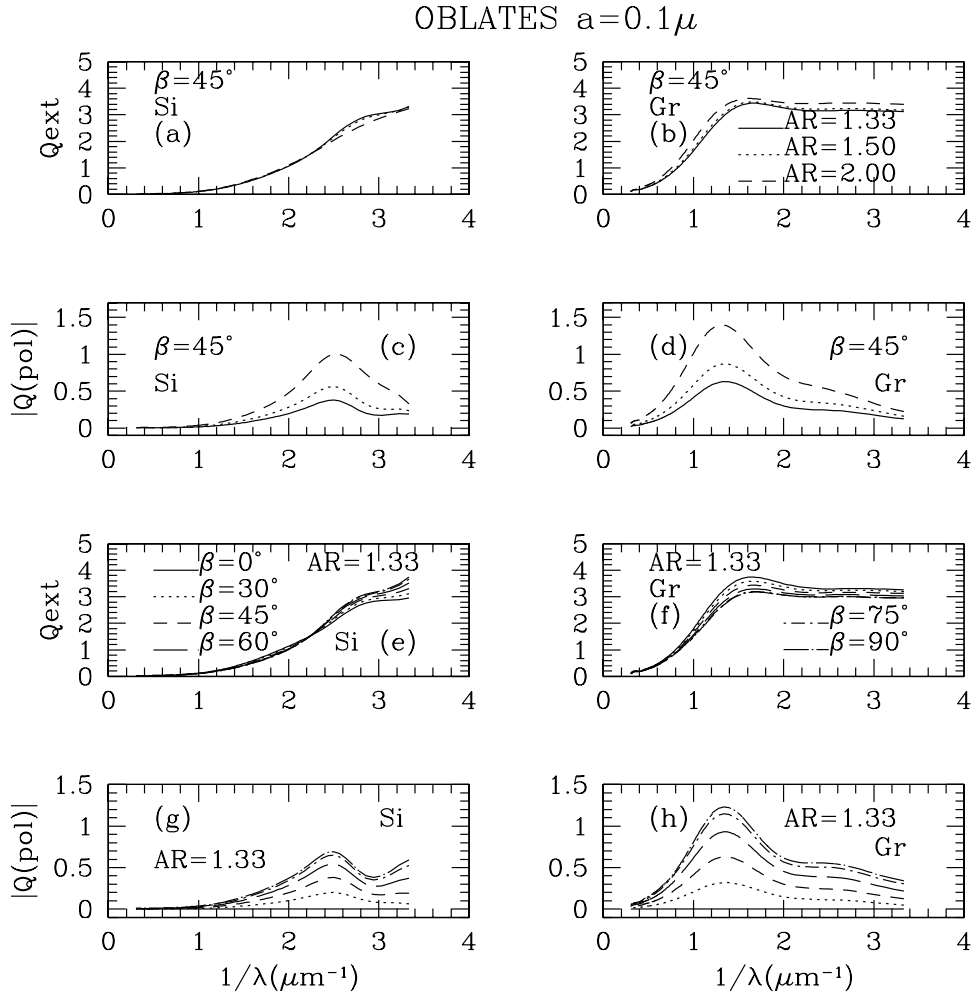 OBLATES a=0.1μ
5
4
3
2
1
0
Qext
β=45°
Si
(a)
0 1 2 3 4
5
4
3
2
1
0
β=45°
Gr
(b)
AR=1.33
AR=1.50
AR=2.00
0 1 2 3 4
1.5
1
0.5
0
|Q(pol)|
β=45°
Si
(c)
0 1 2 3 4
1.5
1
0.5
0
(d)
β=45°
Gr
0 1 2 3 4
5
4
3
2
1
0
Qext
β=0°
β=30°
β=45°
β=60°
AR=1.33
Si (e)
0 1 2 3 4
5
4
3
2
1
0
AR=1.33
Gr
(f)
β=75°
β=90°
0 1 2 3 4
1.5
1
0.5
0
|Q(pol)|
(g)
Si
AR=1.33
0 1 2 3 4
1/λ(μm⁻¹)
1.5
1
0.5
0
(h)
AR=1.33
Gr
0 1 2 3 4
1/λ(μm⁻¹)